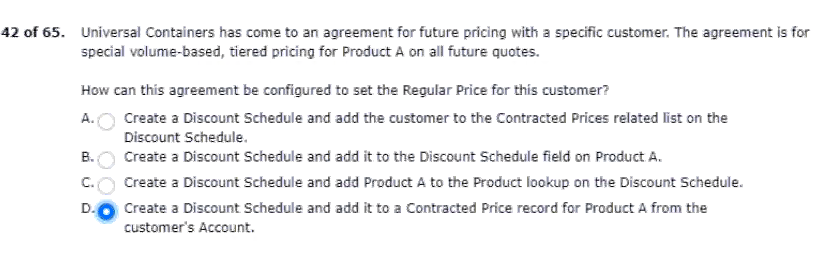 42 of 65. Universal Containers has come to an agreement for future pricing with a specific customer. The agreement is for
special volume-based, tiered pricing for Product A on all future quotes.
How can this agreement be configured to set the Regular Price for this customer?
A. Create a Discount Schedule and add the customer to the Contracted Prices related list on the
Discount Schedule.
B. Create a Discount Schedule and add it to the Discount Schedule field on Product A.
C. Create a Discount Schedule and add Product A to the Product lookup on the Discount Schedule.
D. Create a Discount Schedule and add it to a Contracted Price record for Product A from the
customer's Account.